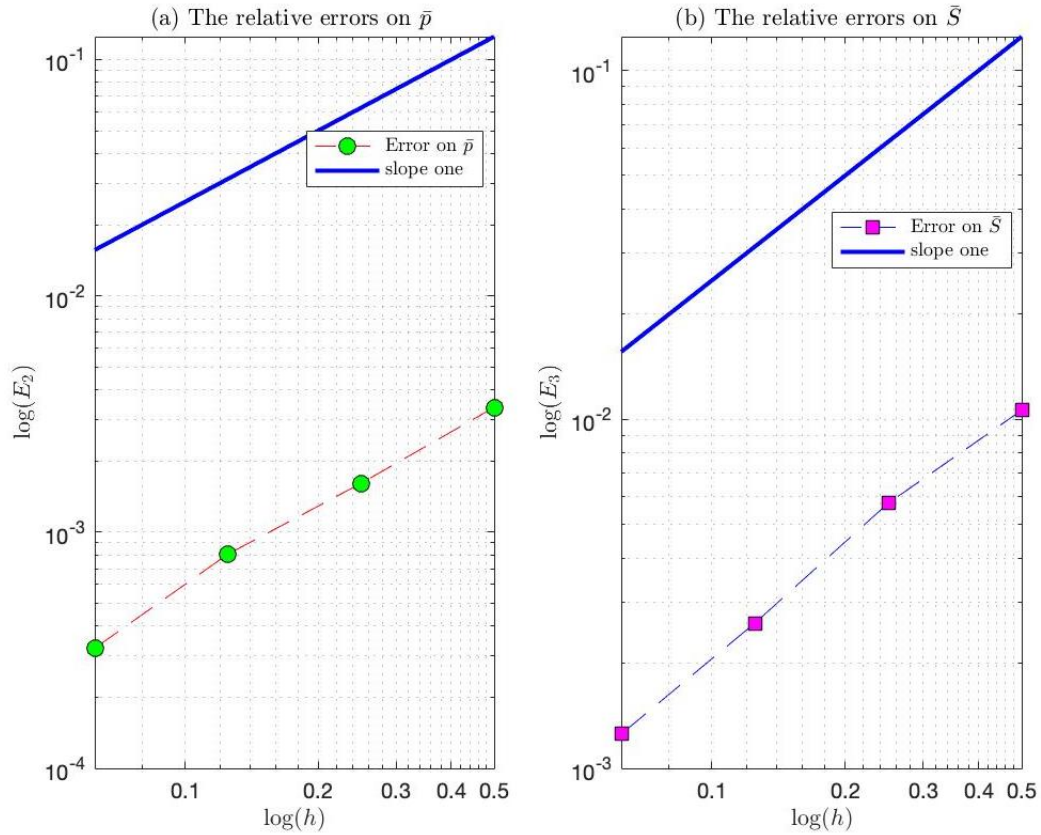 (a) The relative errors on p̄
10⁻¹
10⁻²
10⁻³
10⁻⁴
log(E₂)
Error on p̄
slope one
0.1 0.2 0.3 0.4 0.5
log(h)
(b) The relative errors on S̄
10⁻¹
10⁻²
10⁻³
log(E₃)
Error on S̄
slope one
0.1 0.2 0.3 0.4 0.5
log(h)